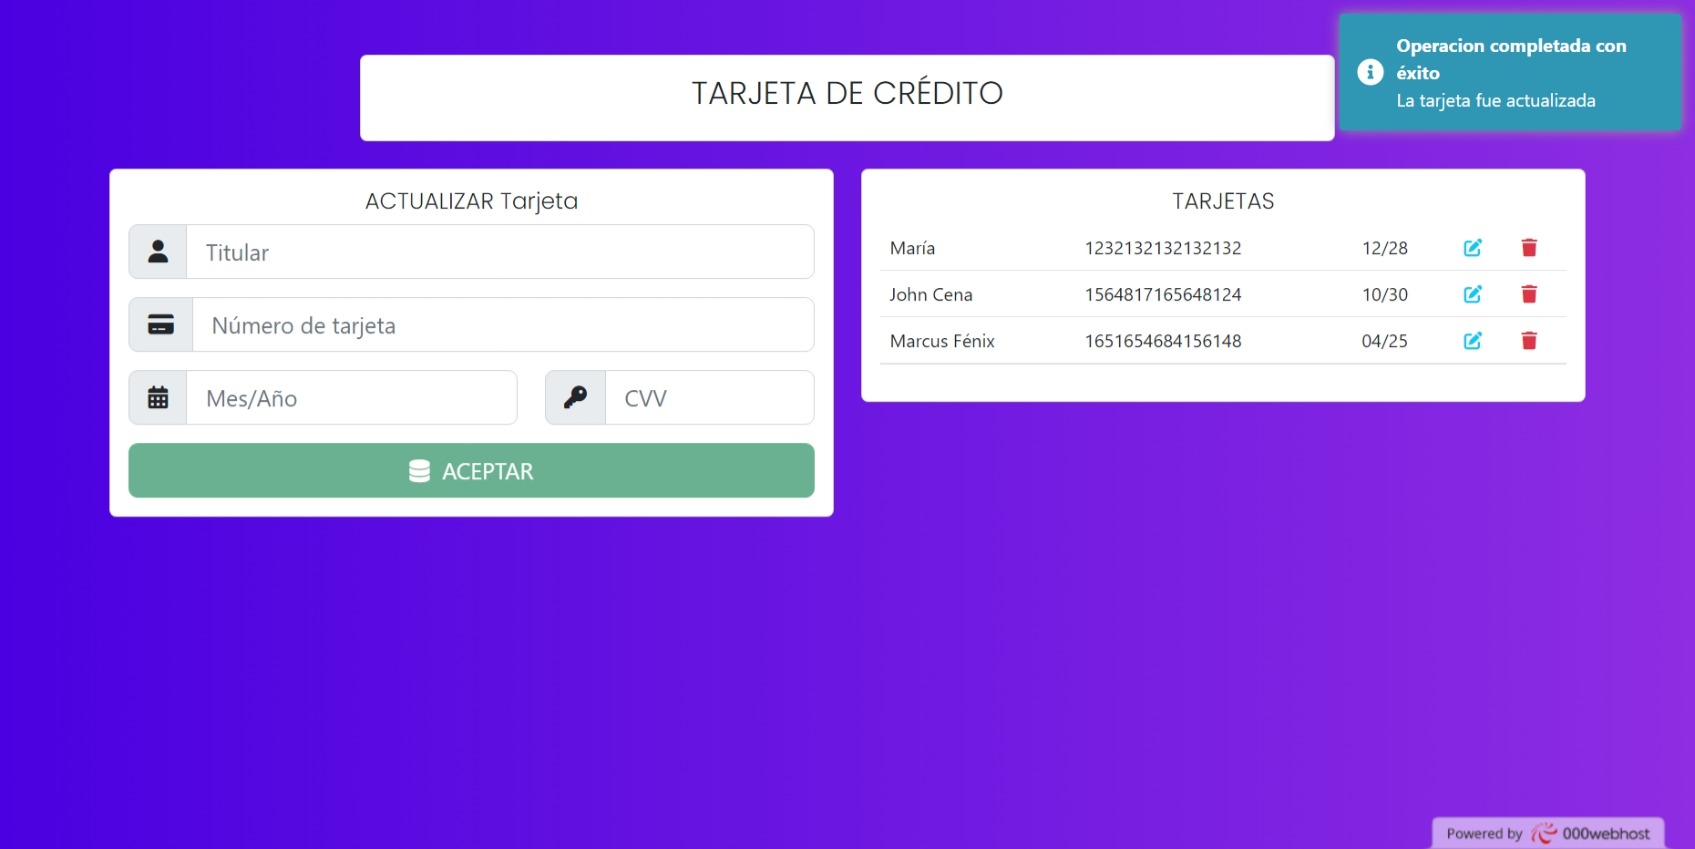 TARJETA DE CRÉDITO
Operacion completada con
éxito
La tarjeta fue actualizada
ACTUALIZAR Tarjeta
Titular
Número de tarjeta
Mes/Año CVV
ACEPTAR
TARJETAS
María 1232132132132132 12/28
John Cena 1564817165648124 10/30
Marcus Fénix 1651654684156148 04/25
Powered by 000webhost